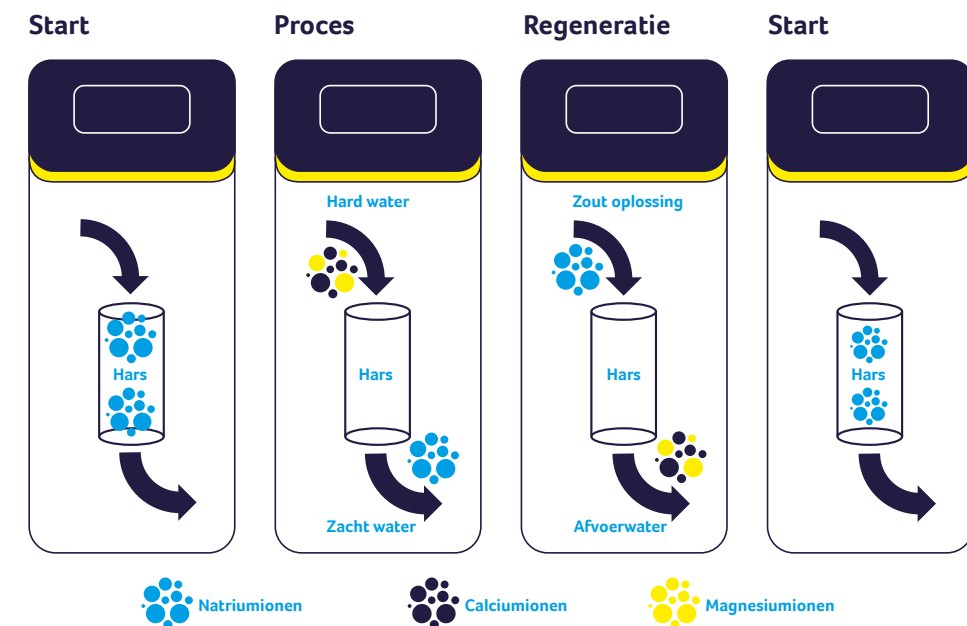 Start
Proces
Regeneratie
Start
Hard water
Zout oplossing
Hars
Hars
Hars
Hars
Zacht water
Afvoerwater
Natriumionen
Calciumionen
Magnesiumionen